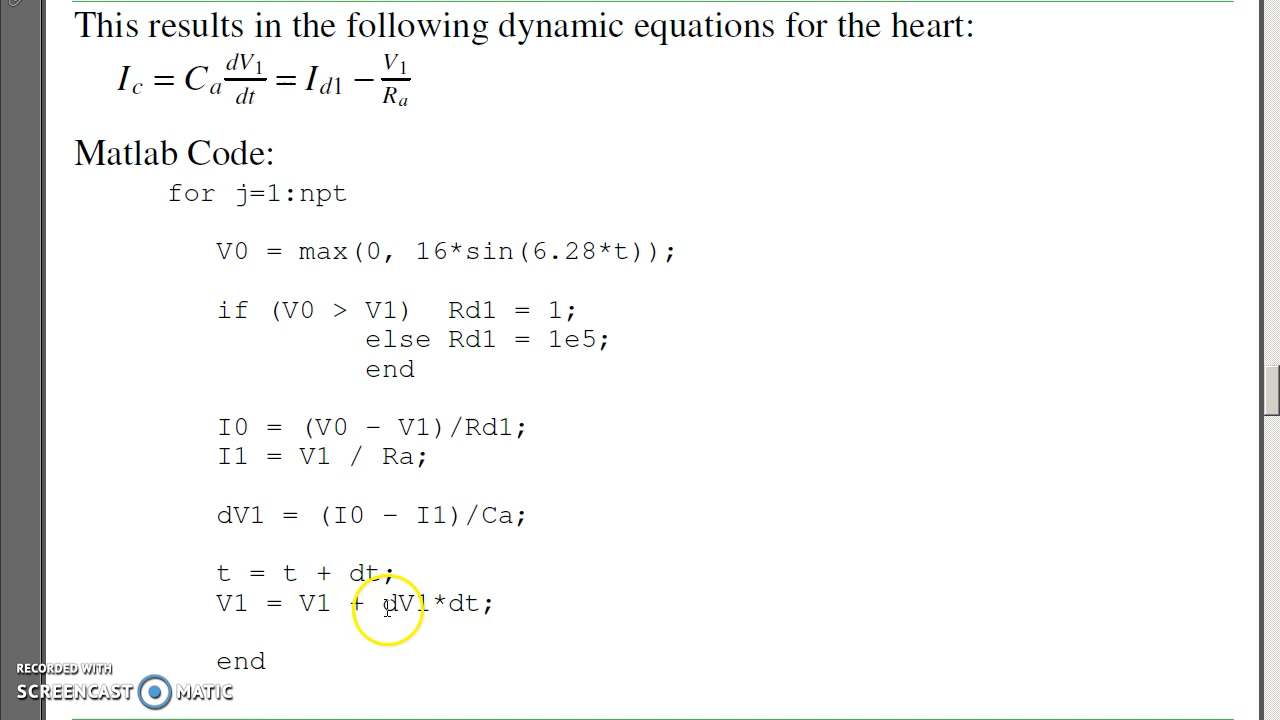 This results in the following dynamic equations for the heart:
I_c = C_a dV_1/dt = I_d1 − V_1/R_a
Matlab Code:
for j=1:npt
V0 = max(0, 16*sin(6.28*t));
if (V0 > V1) Rd1 = 1;
else Rd1 = 1e5;
end
I0 = (V0 - V1)/Rd1;
I1 = V1 / Ra;
dV1 = (I0 - I1)/Ca;
t = t + dt;
V1 = V1 + dV1*dt;
end
RECORDED WITH
SCREENCAST MATIC